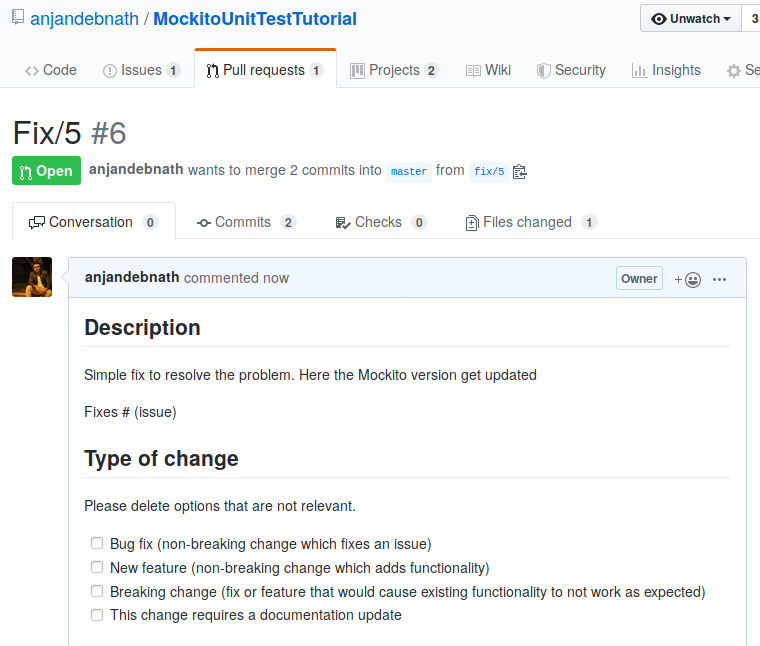 anjandebnath / MockitoUnitTestTutorial
Unwatch 3
Code Issues 1 Pull requests 1 Projects 2 Wiki Security Insights Se
Fix/5 #6
Open anjandebnath wants to merge 2 commits into master from fix/5
Conversation 0 Commits 2 Checks 0 Files changed 1
anjandebnath commented now Owner + ...
Description
Simple fix to resolve the problem. Here the Mockito version get updated
Fixes # (issue)
Type of change
Please delete options that are not relevant.
Bug fix (non-breaking change which fixes an issue)
New feature (non-breaking change which adds functionality)
Breaking change (fix or feature that would cause existing functionality to not work as expected)
This change requires a documentation update